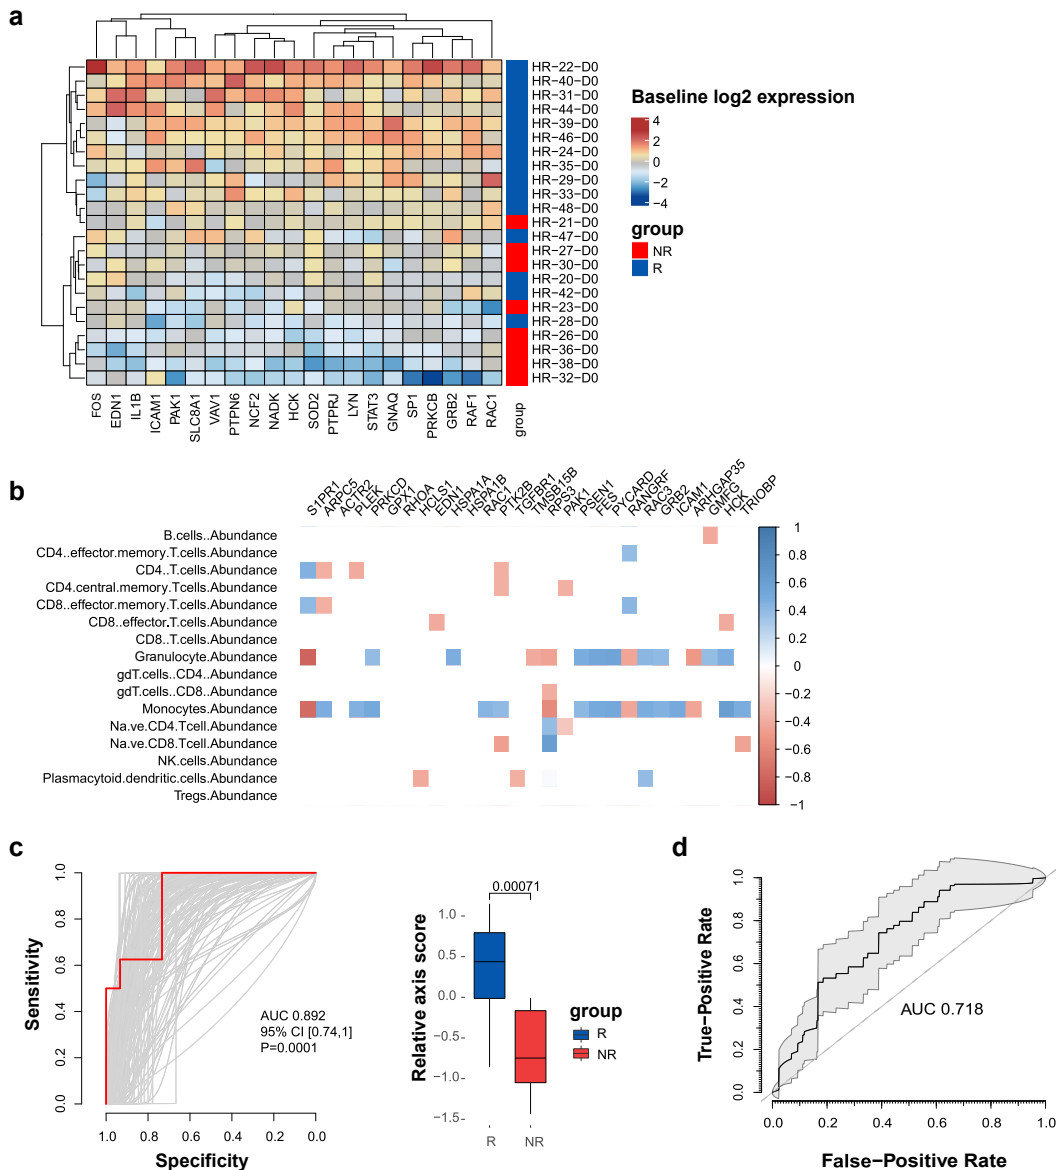 a
HR-22-D0
HR-40-D0
HR-31-D0
HR-44-D0
HR-39-D0
HR-46-D0
HR-24-D0
HR-35-D0
HR-29-D0
HR-33-D0
HR-48-D0
HR-21-D0
HR-47-D0
HR-27-D0
HR-30-D0
HR-20-D0
HR-42-D0
HR-23-D0
HR-28-D0
HR-26-D0
HR-36-D0
HR-38-D0
HR-32-D0
FOS
EDN1
IL1B
ICAM1
PAK1
SLC8A1
VAV1
PTPN6
NCF2
NADK
HCK
SOD2
PTPRJ
LYN
STAT3
GNAQ
SP1
PRKCB
GRB2
RAF1
RAC1
group
Baseline log2 expression
4
2
0
−2
−4
group
NR
R
b
S1PR1
ARPC5
ACTR2
PLEK
PRKCD
GPX1
RHOA
HCLS1
EDN1
HSPA1A
HSPA1B
RAC1
PTK2B
TGFBR1
TMSB15B
RPS3
PAK1
PSEN1
FES
PYCARD
RANGRF
RAC3
GRB2
ICAM1
ARHGAP35
GMFG
HCK
TRIOBP
B.cells..Abundance
CD4..effector.memory.T.cells.Abundance
CD4..T.cells.Abundance
CD4.central.memory.Tcells.Abundance
CD8..effector.memory.T.cells.Abundance
CD8..effector.T.cells.Abundance
CD8..T.cells.Abundance
Granulocyte.Abundance
gdT.cells..CD4..Abundance
gdT.cells..CD8..Abundance
Monocytes.Abundance
Na.ve.CD4.Tcell.Abundance
Na.ve.CD8.Tcell.Abundance
NK.cells.Abundance
Plasmacytoid.dendritic.cells.Abundance
Tregs.Abundance
1
0.8
0.6
0.4
0.2
0
−0.2
−0.4
−0.6
−0.8
−1
c
Sensitivity
1.0
0.8
0.6
0.4
0.2
0.0
AUC 0.892
95% CI [0.74,1]
P=0.0001
1.0 0.8 0.6 0.4 0.2 0.0
Specificity
Relative axis score
0.00071
1.0
0.5
0.0
−0.5
−1.0
−1.5
R NR
group
R
NR
d
True−Positive Rate
1.0
0.8
0.6
0.4
0.2
0.0
AUC 0.718
0.0 0.2 0.4 0.6 0.8 1.0
False−Positive Rate